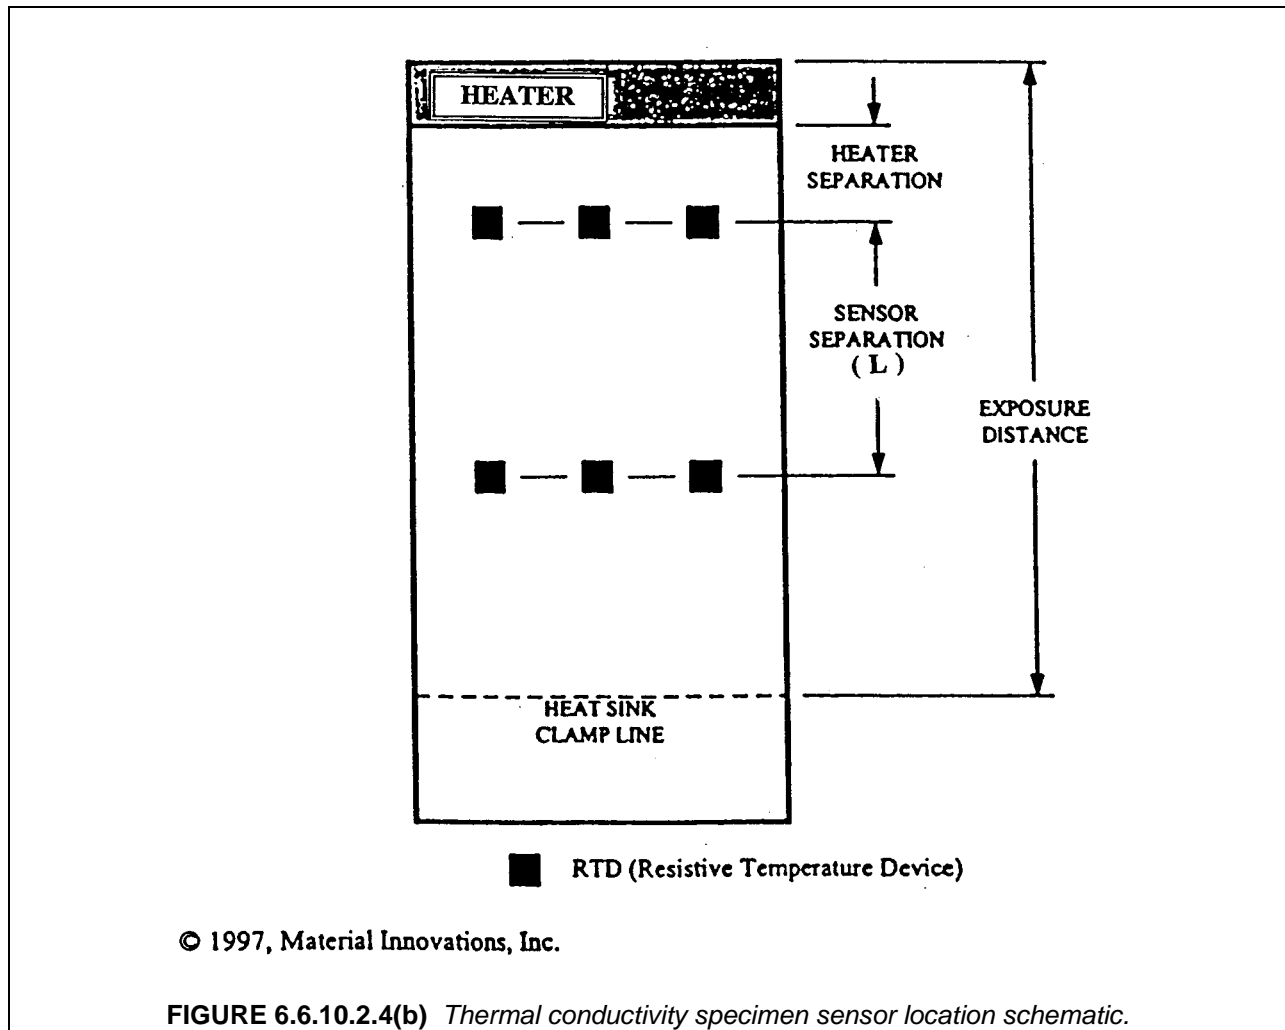 HEATER
HEATER
SEPARATION
SENSOR
SEPARATION
( L )
EXPOSURE
DISTANCE
HEAT SINK
CLAMP LINE
RTD (Resistive Temperature Device)
© 1997, Material Innovations, Inc.
FIGURE 6.6.10.2.4(b) Thermal conductivity specimen sensor location schematic.